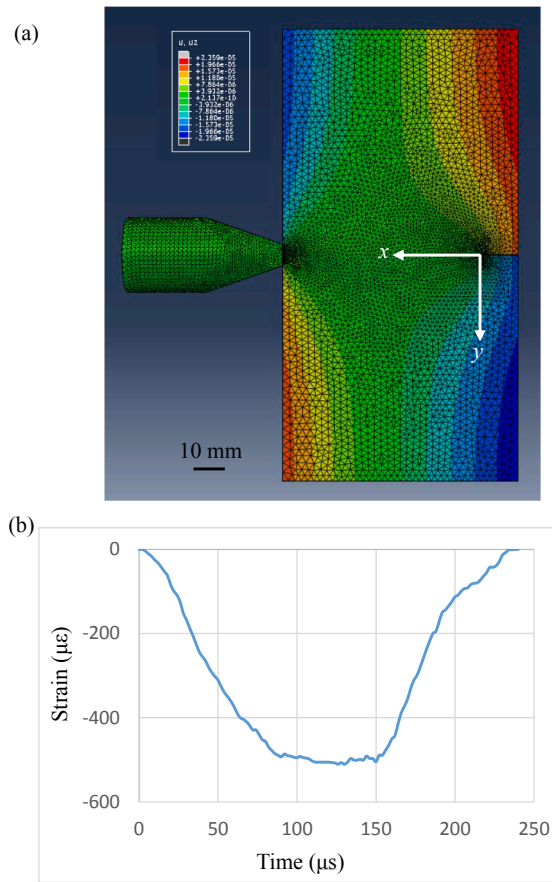 (a)
U, U2
+2.359e-05
+1.966e-05
+1.573e-05
+1.180e-05
+7.864e-06
+3.932e-06
+2.117e-10
-3.932e-06
-7.864e-06
-1.180e-05
-1.573e-05
-1.966e-05
-2.359e-05
x
y
10 mm
(b)
0
-200
-400
-600
Strain (με)
0 50 100 150 200 250
Time (μs)